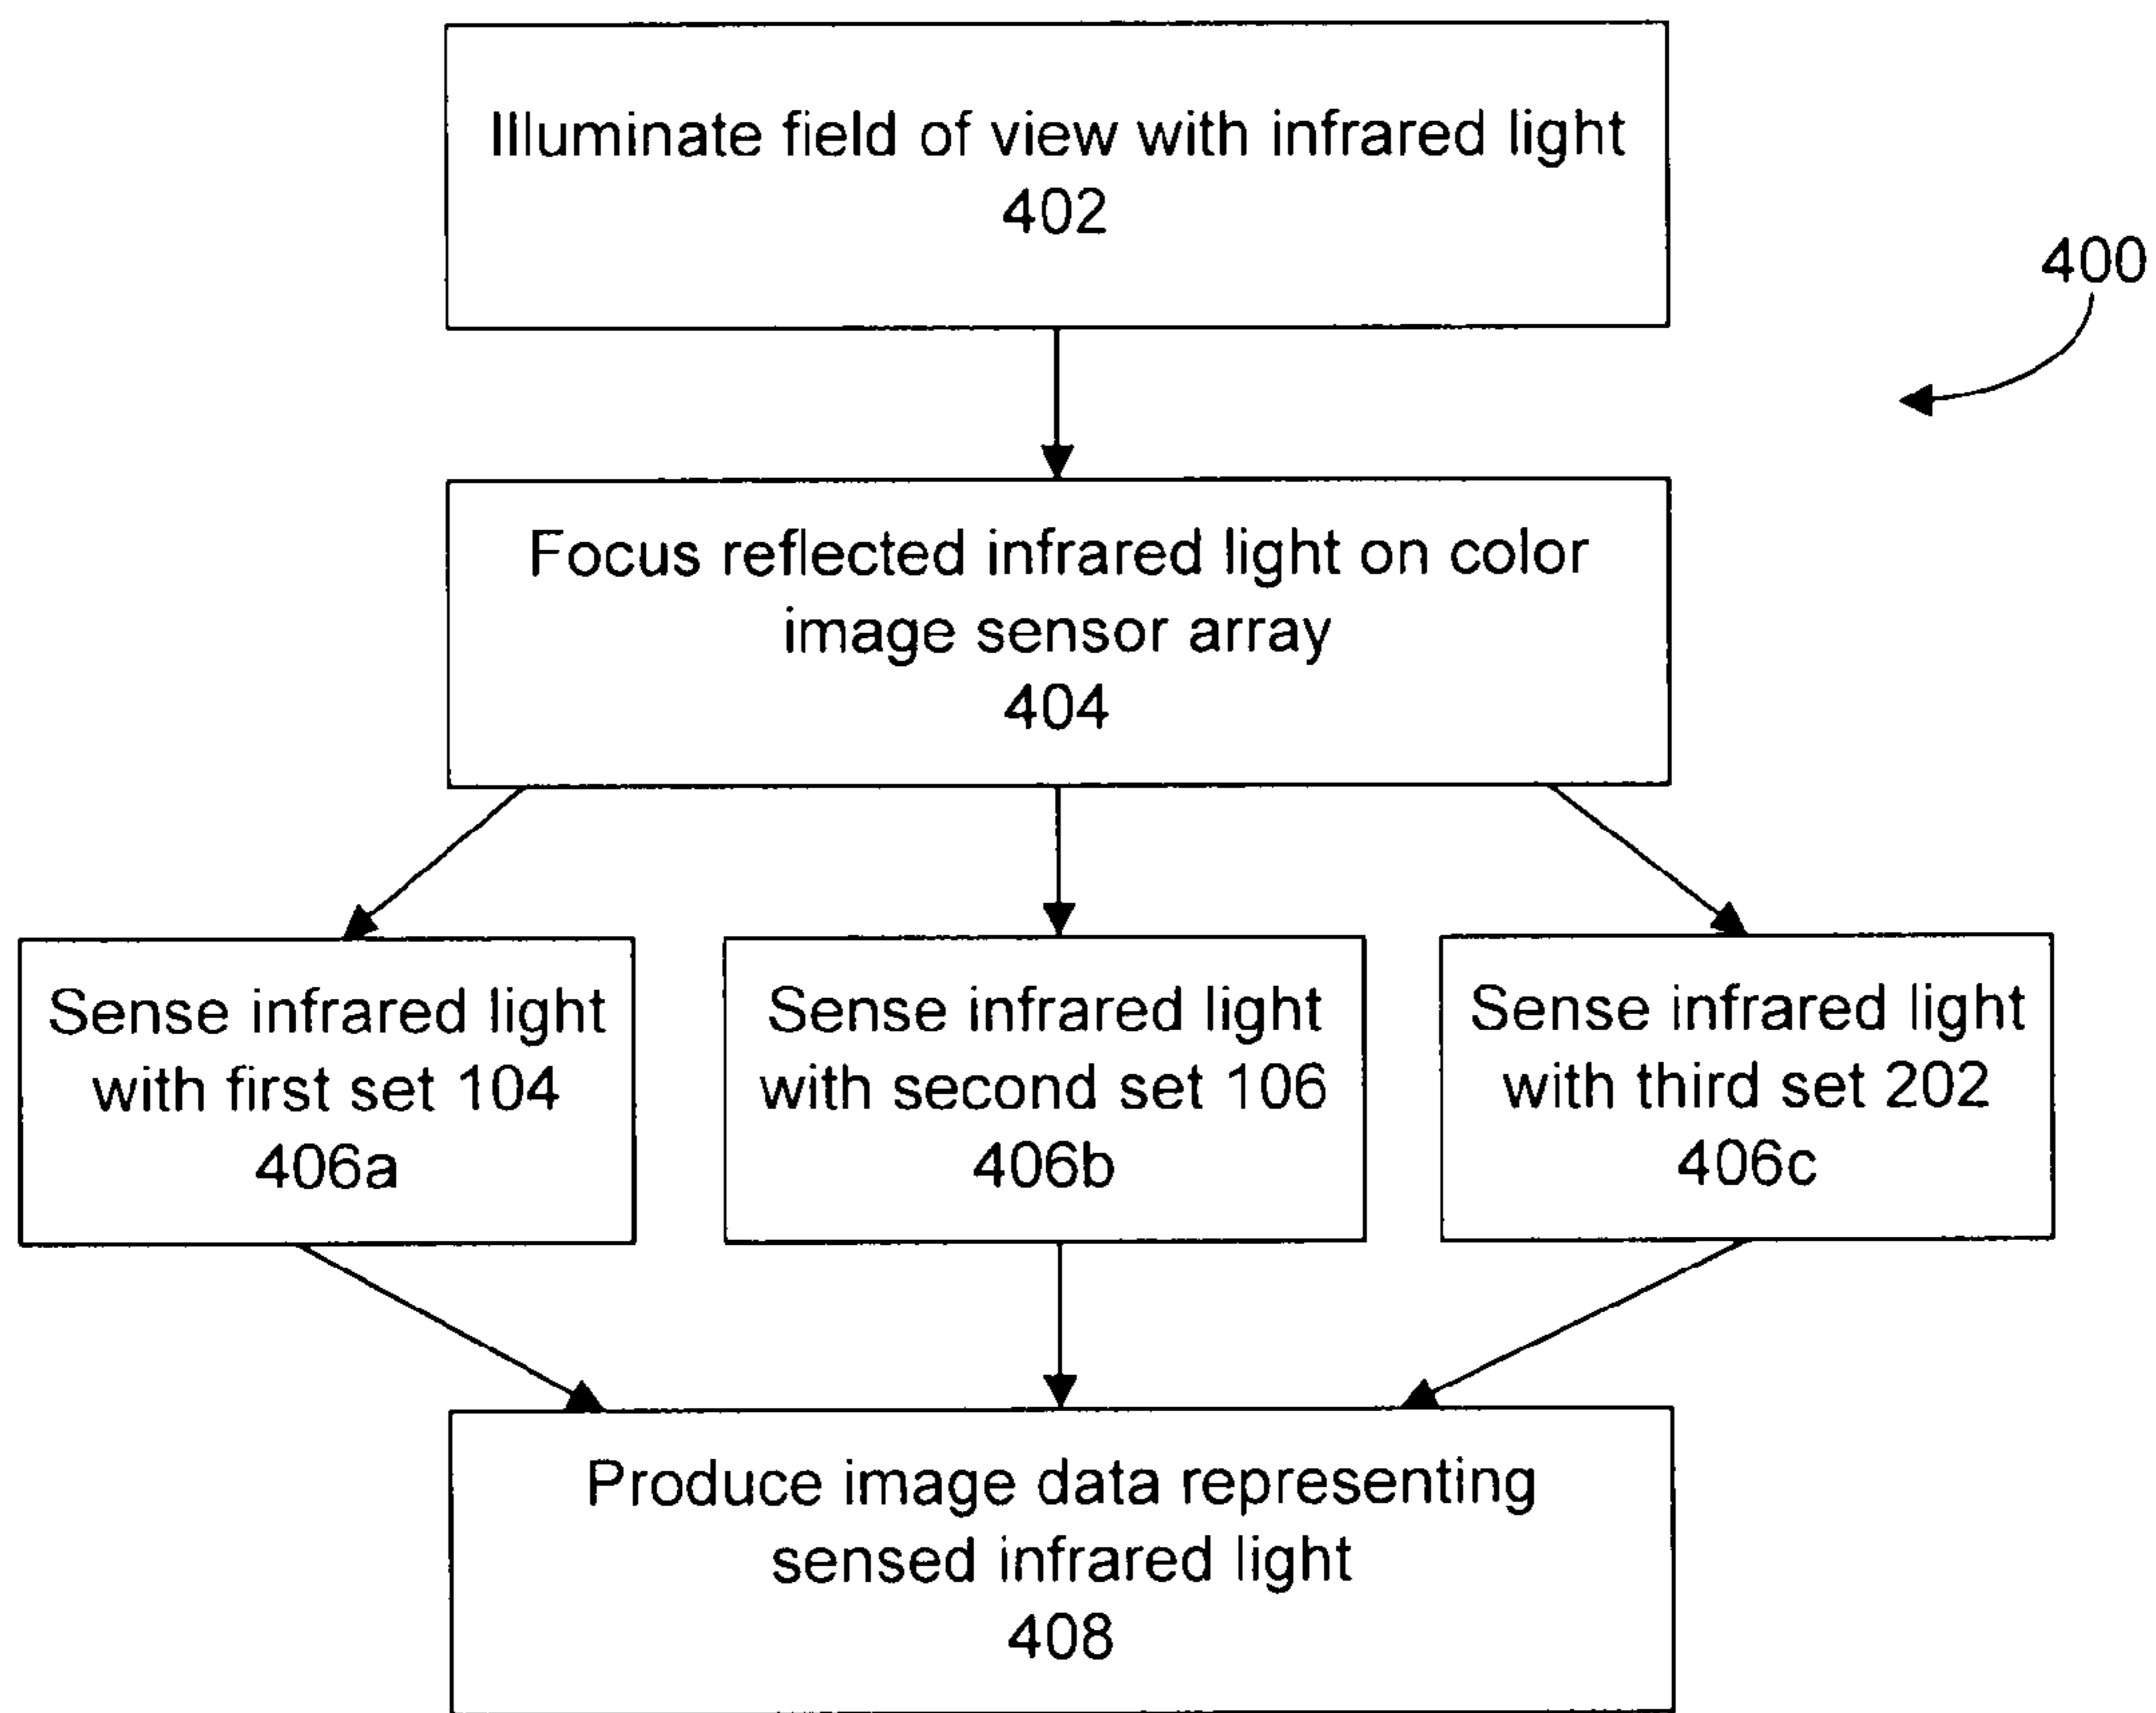 Illuminate field of view with infrared light
402
400
Focus reflected infrared light on color
image sensor array
404
Sense infrared light
with first set 104
406a
Sense infrared light
with second set 106
406b
Sense infrared light
with third set 202
406c
Produce image data representing
sensed infrared light
408